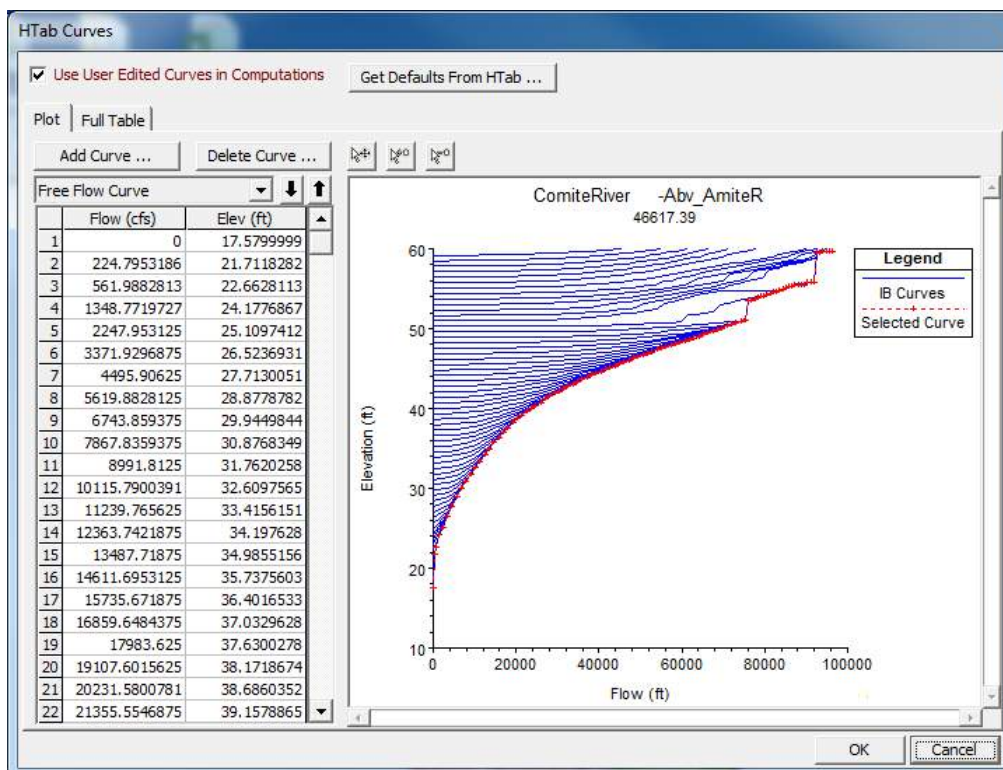 HTab Curves
Use User Edited Curves in Computations
Get Defaults From HTab ...
Plot
Full Table
Add Curve ...
Delete Curve ...
Free Flow Curve
Flow (cfs) Elev (ft)
1 0 17.5799999
2 224.7953186 21.7118282
3 561.9882813 22.6628113
4 1348.7719727 24.1776867
5 2247.953125 25.1097412
6 3371.9296875 26.5236931
7 4495.90625 27.7130051
8 5619.8828125 28.8778782
9 6743.859375 29.9449844
10 7867.8359375 30.8768349
11 8991.8125 31.7620258
12 10115.7900391 32.6097565
13 11239.765625 33.4156151
14 12363.7421875 34.197628
15 13487.71875 34.9855156
16 14611.6953125 35.7375603
17 15735.671875 36.4016533
18 16859.6484375 37.0329628
19 17983.625 37.6300278
20 19107.6015625 38.1718674
21 20231.5800781 38.6860352
22 21355.5546875 39.1578865
ComiteRiver -Abv_AmiteR
46617.39
Elevation (ft)
60
50
40
30
20
10
0 20000 40000 60000 80000 100000
Flow (ft)
Legend
IB Curves
Selected Curve
OK
Cancel